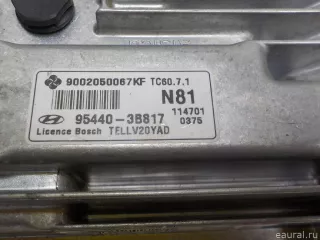 9002050067KF TC60.7.1
N81
114701
95440-3B817 0375
Licence Bosch TELLV20YAD
© eaural.ru